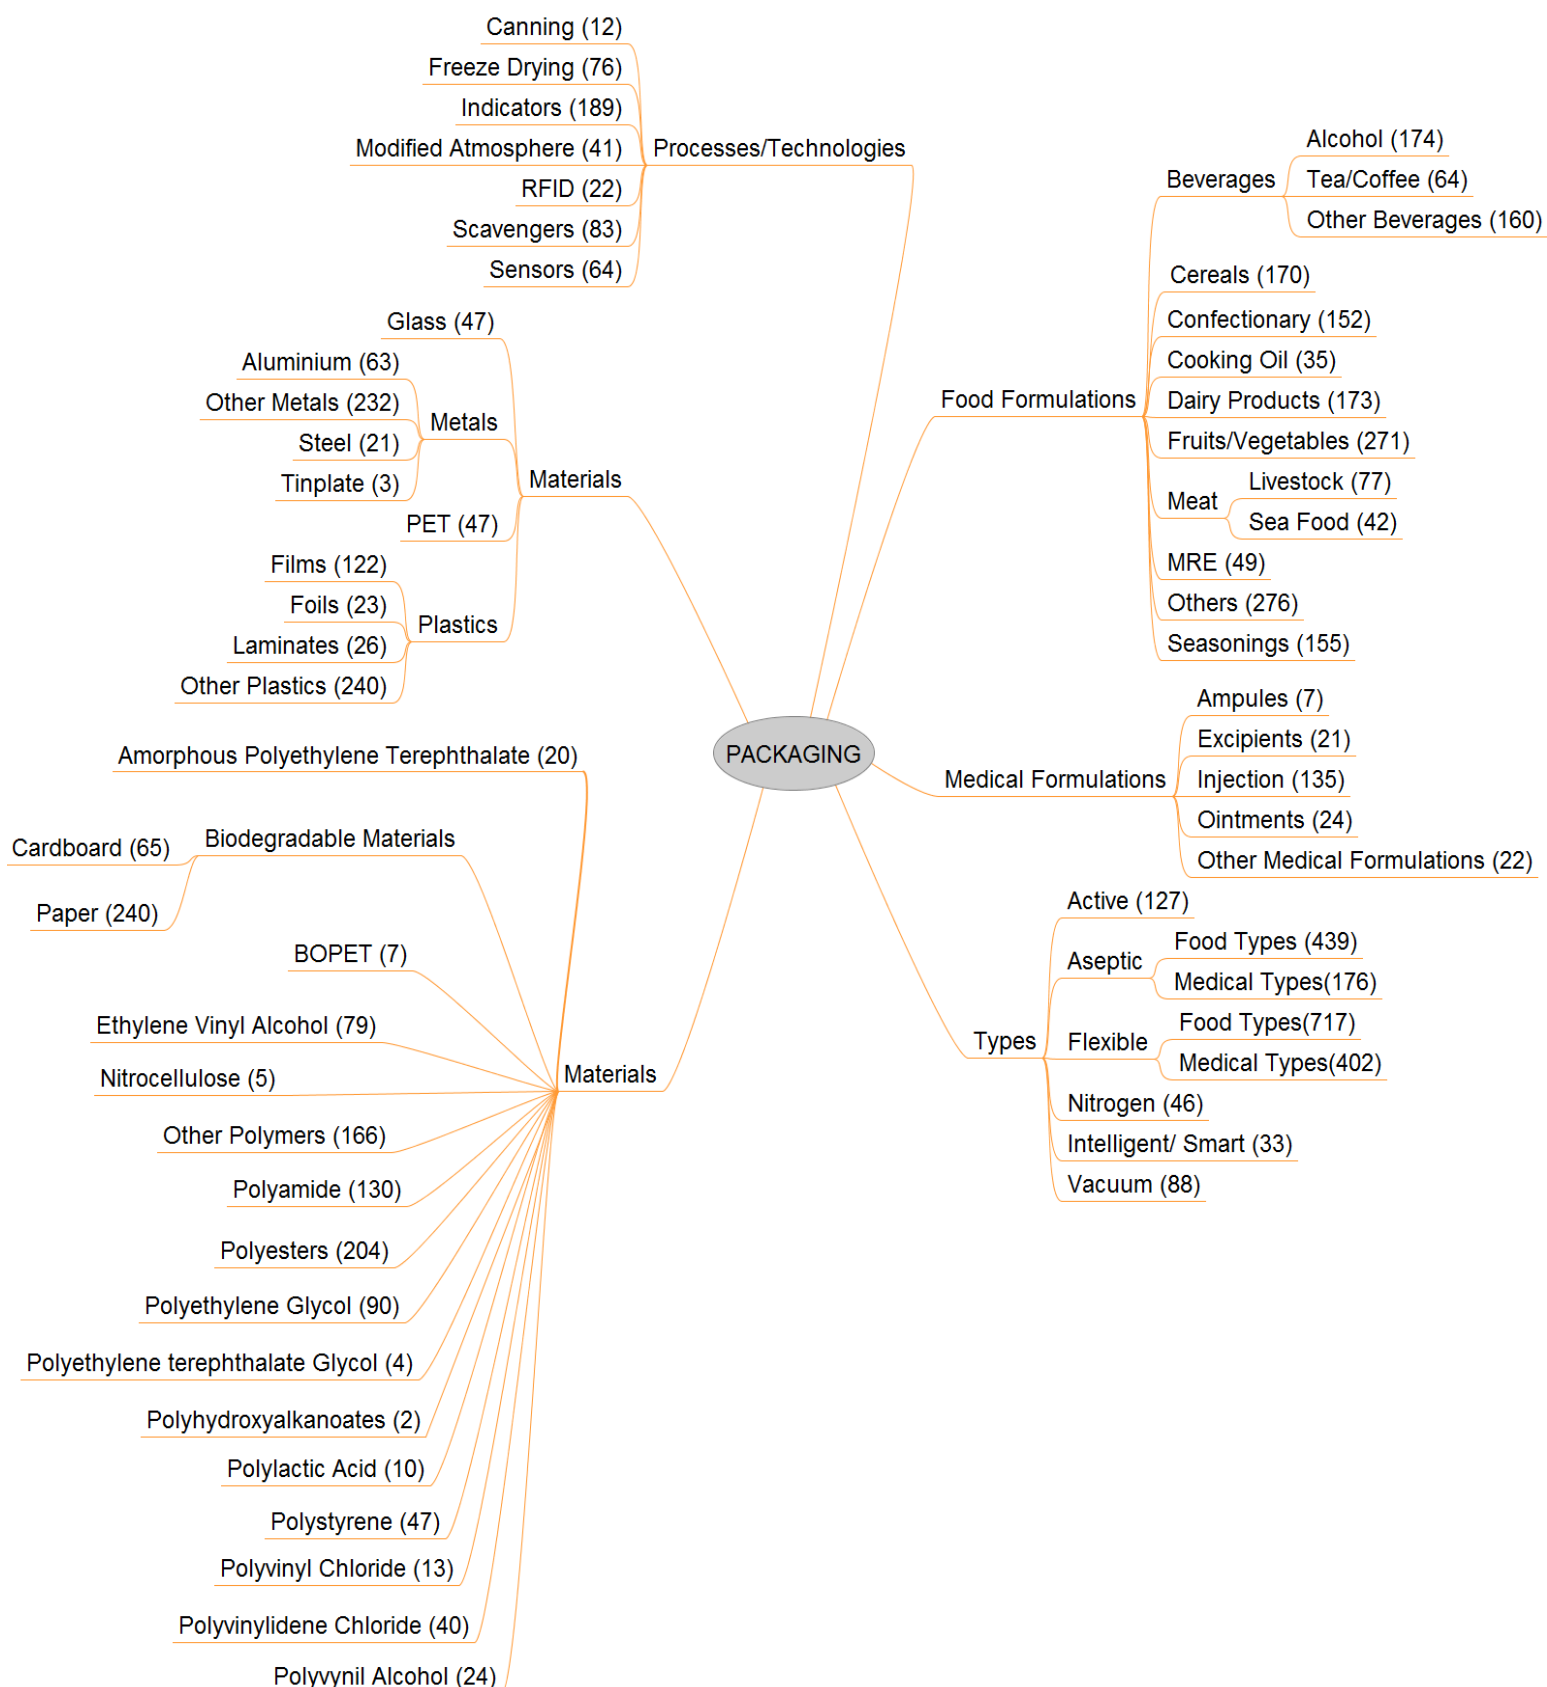 Canning (12)
Freeze Drying (76)
Indicators (189)
Modified Atmosphere (41)
RFID (22)
Scavengers (83)
Sensors (64)
Processes/Technologies
Glass (47)
Aluminium (63)
Other Metals (232)
Steel (21)
Tinplate (3)
Metals
PET (47)
Films (122)
Foils (23)
Laminates (26)
Other Plastics (240)
Plastics
Materials
Amorphous Polyethylene Terephthalate (20)
Biodegradable Materials
Cardboard (65)
Paper (240)
BOPET (7)
Ethylene Vinyl Alcohol (79)
Nitrocellulose (5)
Other Polymers (166)
Polyamide (130)
Polyesters (204)
Polyethylene Glycol (90)
Polyethylene terephthalate Glycol (4)
Polyhydroxyalkanoates (2)
Polylactic Acid (10)
Polystyrene (47)
Polyvinyl Chloride (13)
Polyvinylidene Chloride (40)
Polyvynil Alcohol (24)
Materials
PACKAGING
Food Formulations
Beverages
Alcohol (174)
Tea/Coffee (64)
Other Beverages (160)
Cereals (170)
Confectionary (152)
Cooking Oil (35)
Dairy Products (173)
Fruits/Vegetables (271)
Meat
Livestock (77)
Sea Food (42)
MRE (49)
Others (276)
Seasonings (155)
Medical Formulations
Ampules (7)
Excipients (21)
Injection (135)
Ointments (24)
Other Medical Formulations (22)
Types
Active (127)
Aseptic
Food Types (439)
Medical Types(176)
Flexible
Food Types(717)
Medical Types(402)
Nitrogen (46)
Intelligent/ Smart (33)
Vacuum (88)